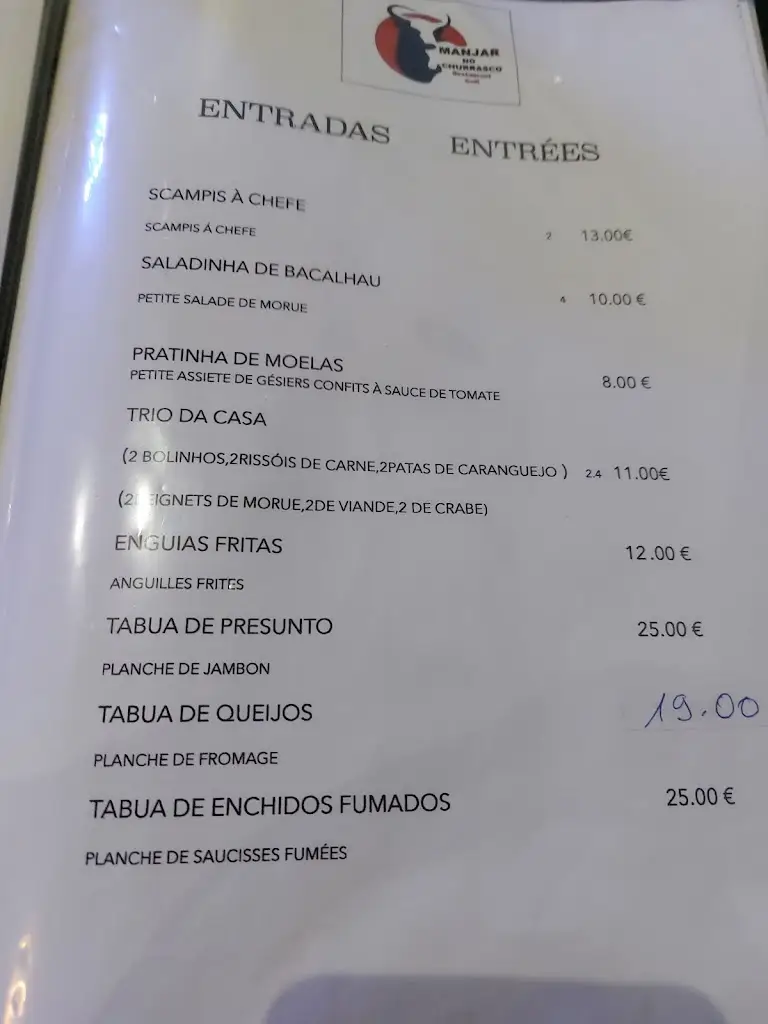 MANJAR
DO
CHURRASCO
Restaurant
Grill
ENTRADAS ENTRÉES
SCAMPIS À CHEFE
SCAMPIS Á CHEFE 2 13.00€
SALADINHA DE BACALHAU
PETITE SALADE DE MORUE 4 10.00 €
PRATINHA DE MOELAS
PETITE ASSIETE DE GÉSIERS CONFITS À SAUCE DE TOMATE 8.00 €
TRIO DA CASA
(2 BOLINHOS,2RISSÓIS DE CARNE,2PATAS DE CARANGUEJO ) 2.4 11.00€
(2BEIGNETS DE MORUE,2DE VIANDE,2 DE CRABE)
ENGUIAS FRITAS 12.00 €
ANGUILLES FRITES
TABUA DE PRESUNTO 25.00 €
PLANCHE DE JAMBON
TABUA DE QUEIJOS 19.00
PLANCHE DE FROMAGE
TABUA DE ENCHIDOS FUMADOS 25.00 €
PLANCHE DE SAUCISSES FUMÉES